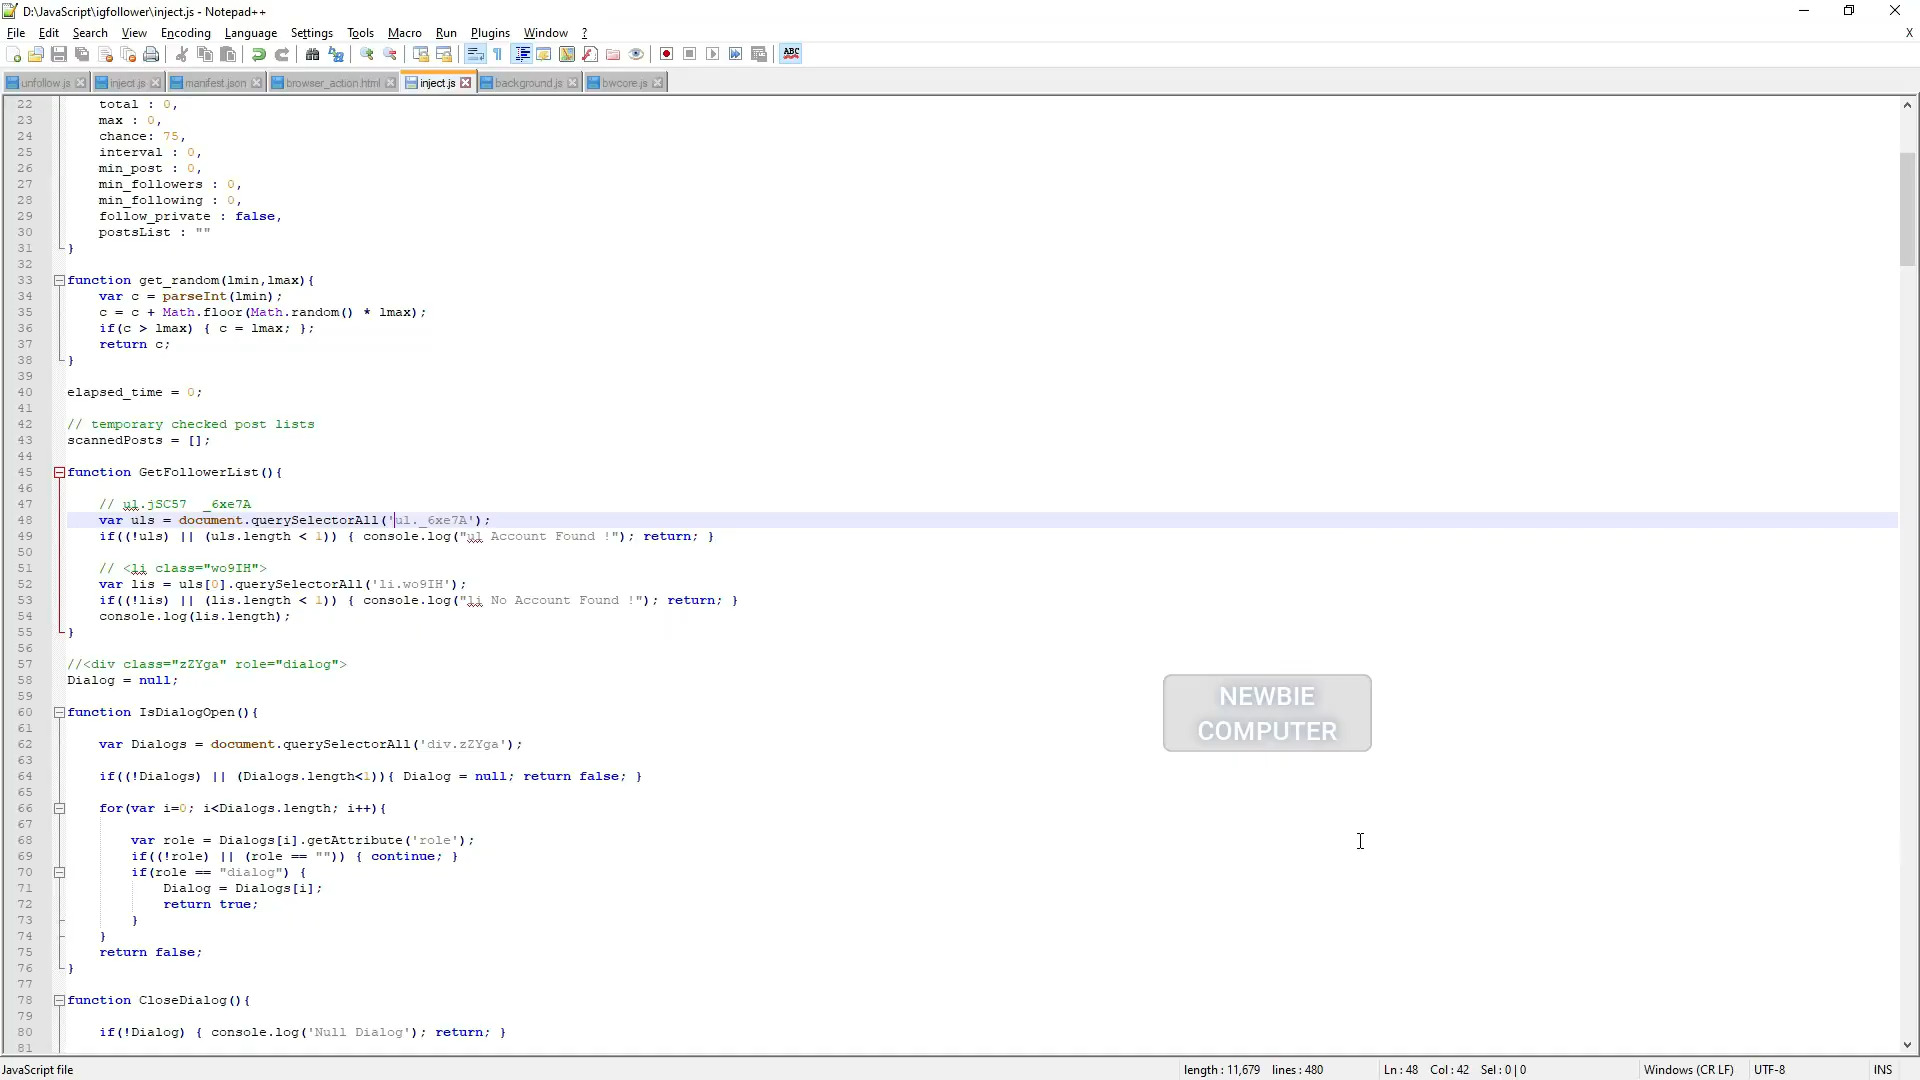 D:\JavaScript\igfollower\inject.js - Notepad++
File Edit Search View Encoding Language Settings Tools Macro Run Plugins Window ? X
ABC
unfollow.js inject.js manifest.json browser_action.html inject.js background.js bwcore.js
22 total : 0,
23 max : 0,
24 chance: 75,
25 interval : 0,
26 min_post : 0,
27 min_followers : 0,
28 min_following : 0,
29 follow_private : false,
30 postsList : ""
31 }
32
33 function get_random(lmin,lmax){
34 var c = parseInt(lmin);
35 c = c + Math.floor(Math.random() * lmax);
36 if(c > lmax) { c = lmax; };
37 return c;
38 }
39
40 elapsed_time = 0;
41
42 // temporary checked post lists
43 scannedPosts = [];
44
45 function GetFollowerList(){
46
47 // ul.jSC57 _6xe7A
48 var uls = document.querySelectorAll('ul._6xe7A');
49 if((!uls) || (uls.length < 1)) { console.log("ul Account Found !"); return; }
50
51 // <li class="wo9IH">
52 var lis = uls[0].querySelectorAll('li.wo9IH');
53 if((!lis) || (lis.length < 1)) { console.log("li No Account Found !"); return; }
54 console.log(lis.length);
55 }
56
57 //<div class="zZYga" role="dialog">
58 Dialog = null;
59
60 function IsDialogOpen(){
61
62 var Dialogs = document.querySelectorAll('div.zZYga');
63
64 if((!Dialogs) || (Dialogs.length<1)){ Dialog = null; return false; }
65
66 for(var i=0; i<Dialogs.length; i++){
67
68 var role = Dialogs[i].getAttribute('role');
69 if((!role) || (role == "")) { continue; }
70 if(role == "dialog") {
71 Dialog = Dialogs[i];
72 return true;
73 }
74 }
75 return false;
76 }
77
78 function CloseDialog(){
79
80 if(!Dialog) { console.log('Null Dialog'); return; }
81
NEWBIE
COMPUTER
JavaScript file length : 11,679 lines : 480 Ln : 48 Col : 42 Sel : 0 | 0 Windows (CR LF) UTF-8 INS